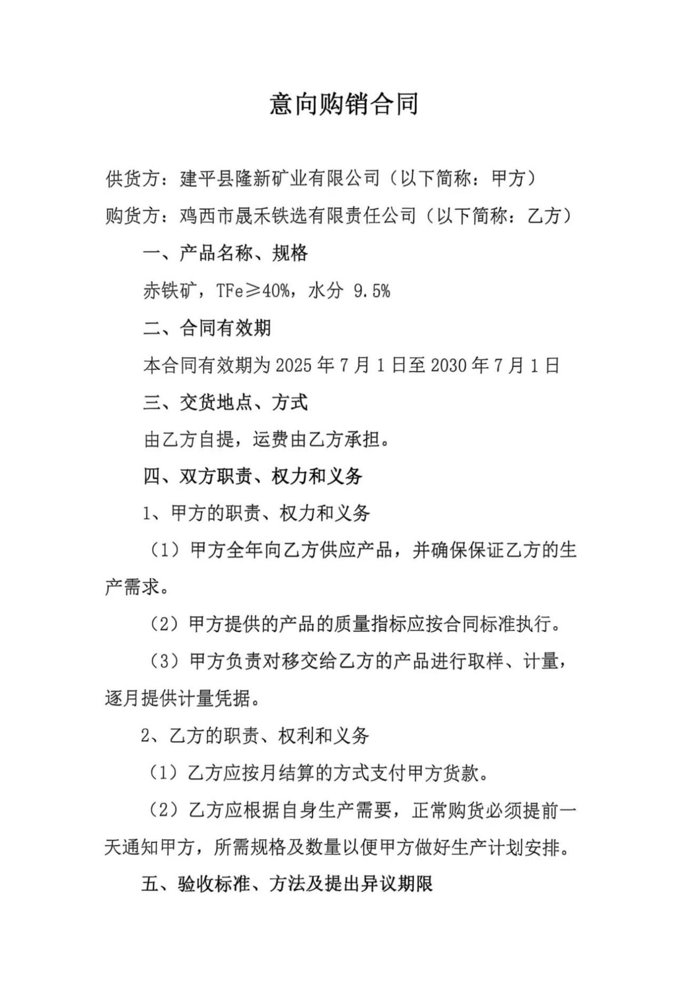 意向购销合同
供货方：建平县隆新矿业有限公司（以下简称：甲方）
购货方：鸡西市晟禾铁选有限责任公司（以下简称：乙方）
一、产品名称、规格
赤铁矿，TFe≥40%，水分 9.5%
二、合同有效期
本合同有效期为 2025 年 7 月 1 日至 2030 年 7 月 1 日
三、交货地点、方式
由乙方自提，运费由乙方承担。
四、双方职责、权力和义务
1、甲方的职责、权力和义务
（1）甲方全年向乙方供应产品，并确保保证乙方的生
产需求。
（2）甲方提供的产品的质量指标应按合同标准执行。
（3）甲方负责对移交给乙方的产品进行取样、计量，
逐月提供计量凭据。
2、乙方的职责、权利和义务
（1）乙方应按月结算的方式支付甲方货款。
（2）乙方应根据自身生产需要，正常购货必须提前一
天通知甲方，所需规格及数量以便甲方做好生产计划安排。
五、验收标准、方法及提出异议期限